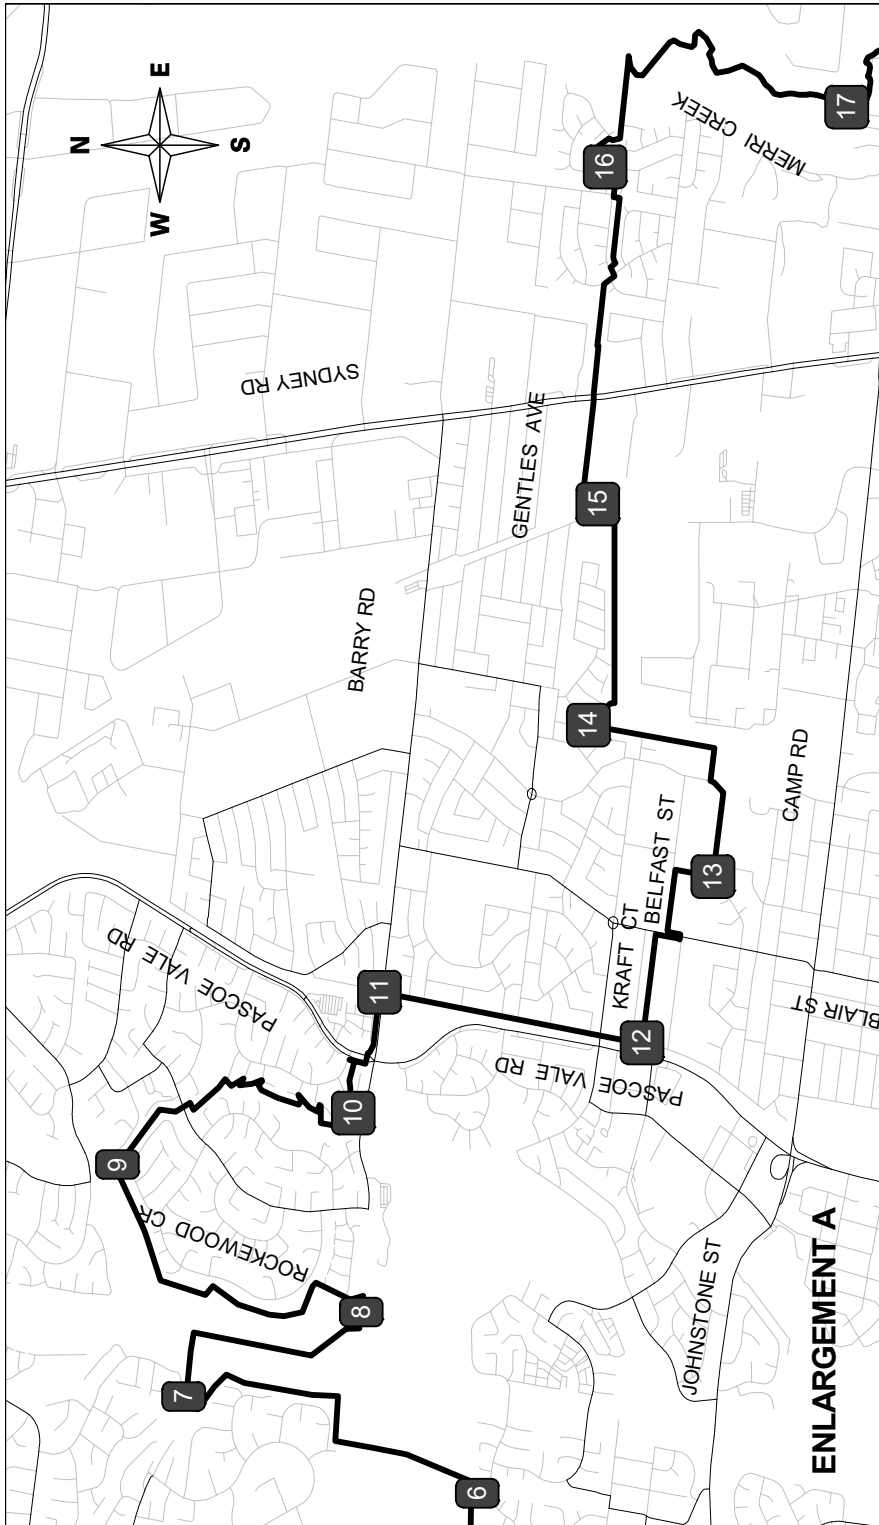 N
W
E
S
9
PASCOE VALE RD
7
ROCKEWOOD CR
SYDNEY RD
8
10
BARRY RD
11
6
GENTLES AVE
PASCOE VALE RD
14
15
16
KRAFT CT
12
BELFAST ST
JOHNSTONE ST
13
MERRI CREEK
CAMP RD
ENLARGEMENT A
BLAIR ST
17